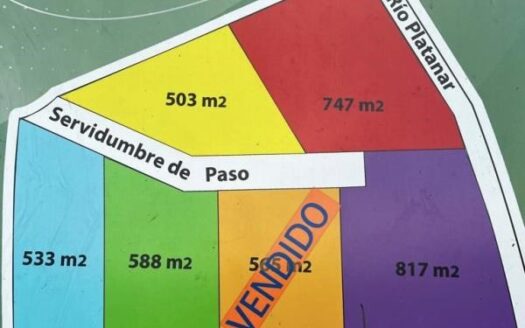 Río Platanar
503 m2
747 m2
Servidumbre de Paso
533 m2
588 m2
VENDIDO
817 m2